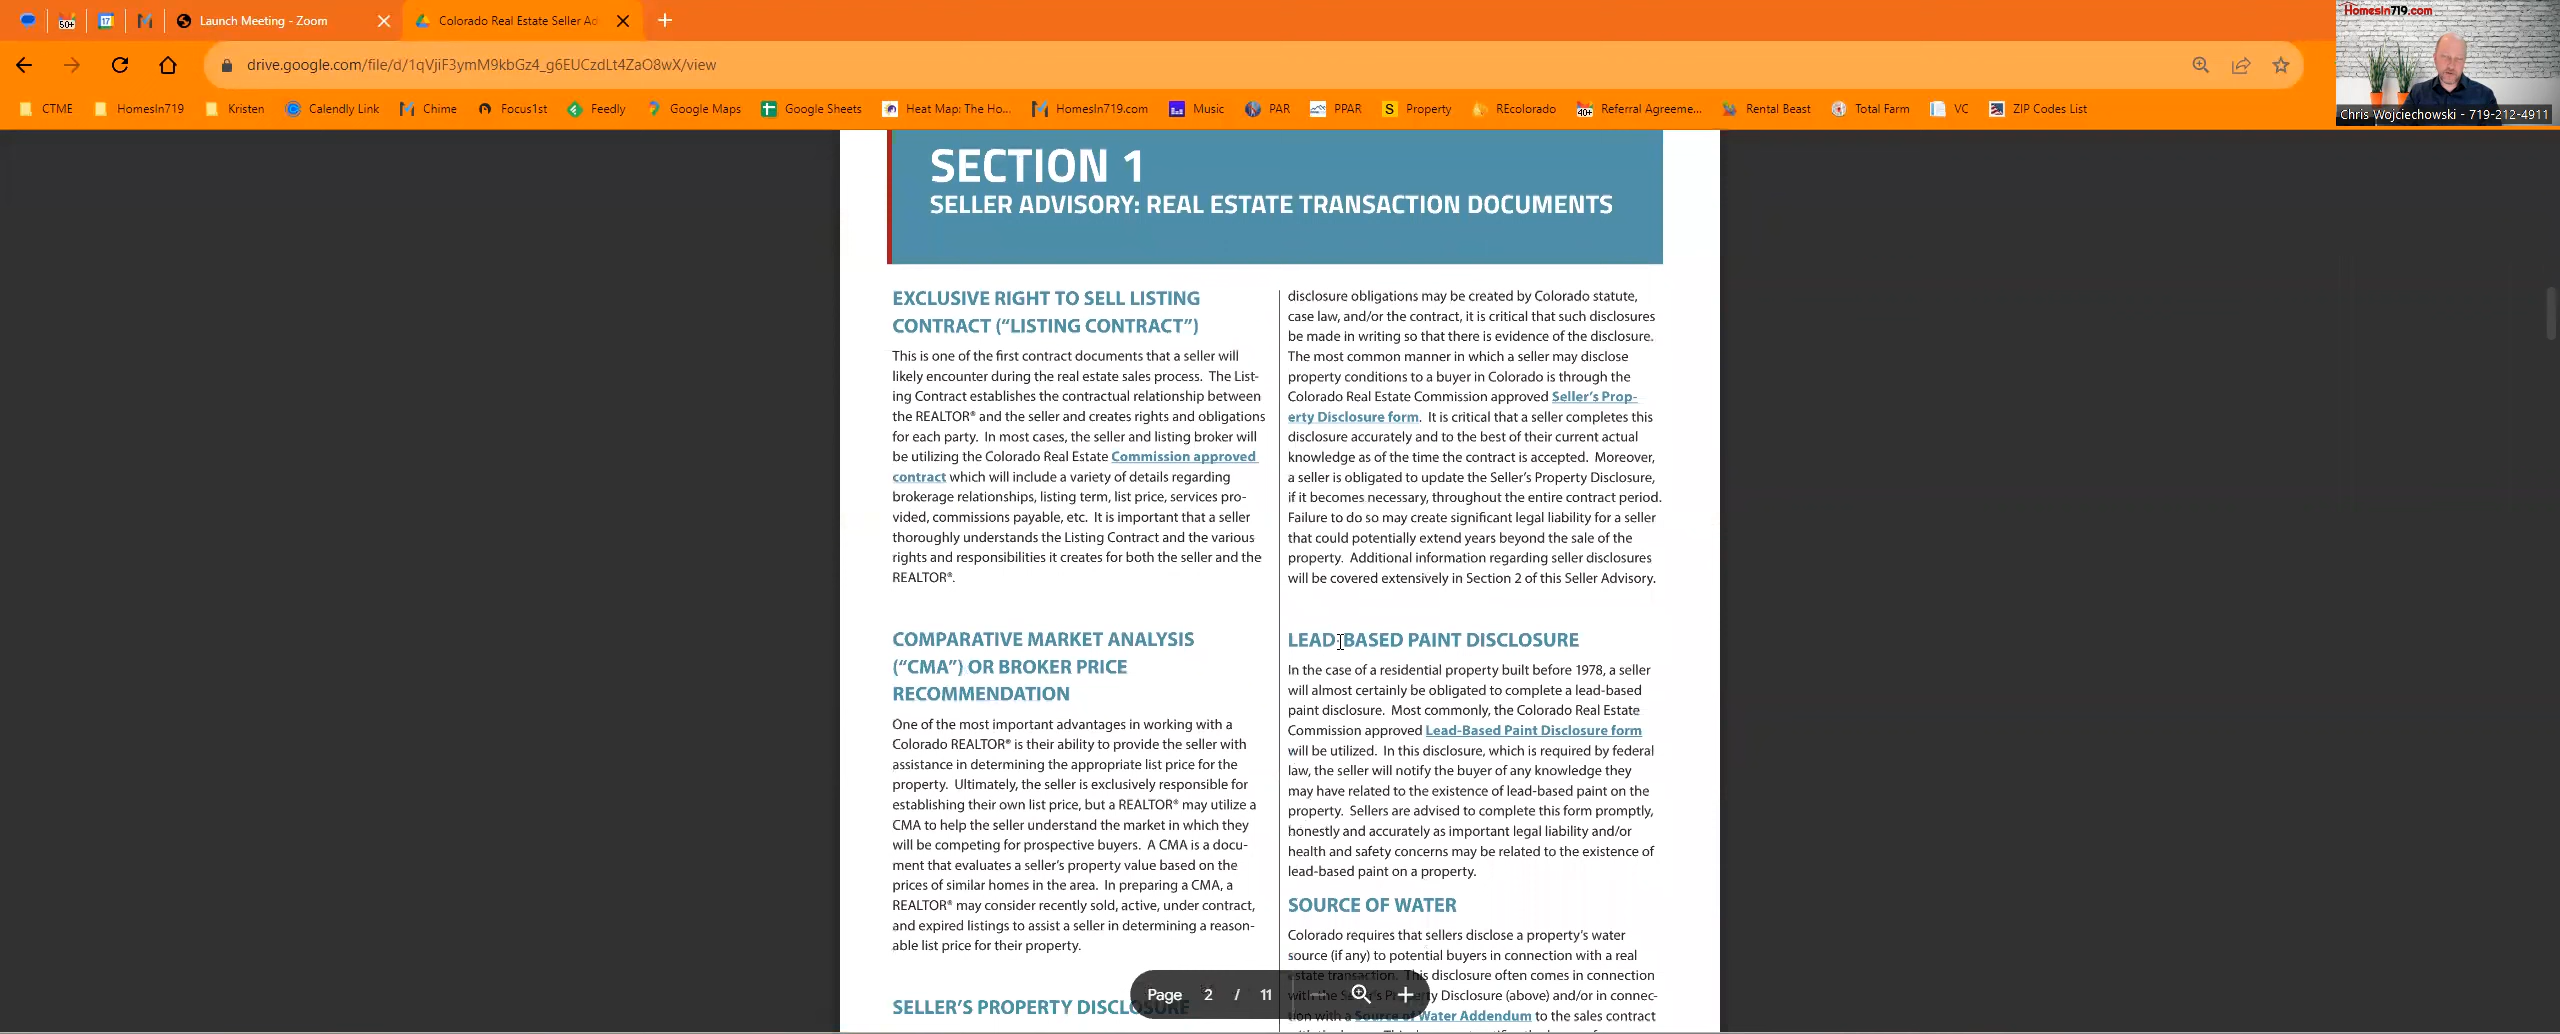 Launch Meeting - Zoom
Colorado Real Estate Seller Ad
drive.google.com/file/d/1qVjiF3ymM9kbGz4_g6EUCzdLt4ZaO8wX/view
CTME
HomesIn719
Kristen
Calendly Link
Chime
Focus1st
Feedly
Google Maps
Google Sheets
Heat Map: The Ho...
HomesIn719.com
Music
PAR
PPAR
Property
REcolorado
Referral Agreeme...
Rental Beast
Total Farm
VC
ZIP Codes List
HomesIn719.com
Chris Wojciechowski - 719-212-4911
SECTION 1
SELLER ADVISORY: REAL ESTATE TRANSACTION DOCUMENTS
EXCLUSIVE RIGHT TO SELL LISTING
CONTRACT (“LISTING CONTRACT”)
This is one of the first contract documents that a seller will
likely encounter during the real estate sales process. The List-
ing Contract establishes the contractual relationship between
the REALTOR® and the seller and creates rights and obligations
for each party. In most cases, the seller and listing broker will
be utilizing the Colorado Real Estate Commission approved
contract which will include a variety of details regarding
brokerage relationships, listing term, list price, services pro-
vided, commissions payable, etc. It is important that a seller
thoroughly understands the Listing Contract and the various
rights and responsibilities it creates for both the seller and the
REALTOR®.
COMPARATIVE MARKET ANALYSIS
(“CMA”) OR BROKER PRICE
RECOMMENDATION
One of the most important advantages in working with a
Colorado REALTOR® is their ability to provide the seller with
assistance in determining the appropriate list price for the
property. Ultimately, the seller is exclusively responsible for
establishing their own list price, but a REALTOR® may utilize a
CMA to help the seller understand the market in which they
will be competing for prospective buyers. A CMA is a docu-
ment that evaluates a seller’s property value based on the
prices of similar homes in the area. In preparing a CMA, a
REALTOR® may consider recently sold, active, under contract,
and expired listings to assist a seller in determining a reason-
able list price for their property.
SELLER’S PROPERTY DISCLOSURE
disclosure obligations may be created by Colorado statute,
case law, and/or the contract, it is critical that such disclosures
be made in writing so that there is evidence of the disclosure.
The most common manner in which a seller may disclose
property conditions to a buyer in Colorado is through the
Colorado Real Estate Commission approved Seller’s Prop-
erty Disclosure form. It is critical that a seller completes this
disclosure accurately and to the best of their current actual
knowledge as of the time the contract is accepted. Moreover,
a seller is obligated to update the Seller’s Property Disclosure,
if it becomes necessary, throughout the entire contract period.
Failure to do so may create significant legal liability for a seller
that could potentially extend years beyond the sale of the
property. Additional information regarding seller disclosures
will be covered extensively in Section 2 of this Seller Advisory.
LEAD-BASED PAINT DISCLOSURE
In the case of a residential property built before 1978, a seller
will almost certainly be obligated to complete a lead-based
paint disclosure. Most commonly, the Colorado Real Estate
Commission approved Lead-Based Paint Disclosure form
will be utilized. In this disclosure, which is required by federal
law, the seller will notify the buyer of any knowledge they
may have related to the existence of lead-based paint on the
property. Sellers are advised to complete this form promptly,
honestly and accurately as important legal liability and/or
health and safety concerns may be related to the existence of
lead-based paint on a property.
SOURCE OF WATER
Colorado requires that sellers disclose a property’s water
source (if any) to potential buyers in connection with a real
estate transaction. This disclosure often comes in connection
with the Seller’s Property Disclosure (above) and/or in connec-
tion with a Source of Water Addendum to the sales contract
Page 2 / 11